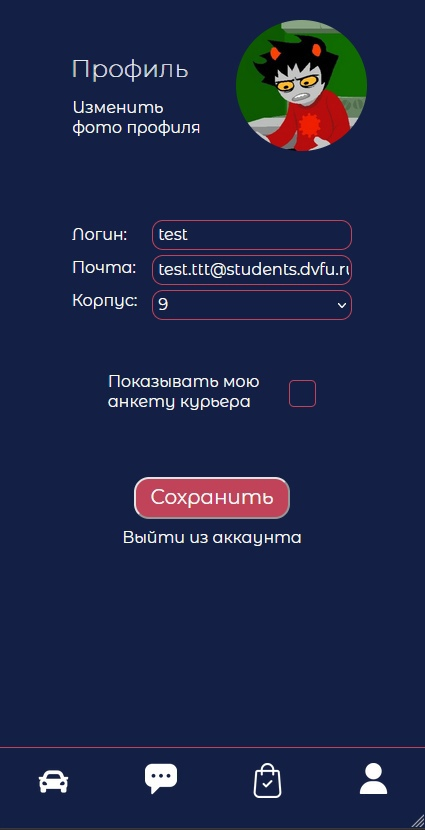 Профиль
Изменить
фото профиля
Логин:
test
Почта:
test.ttt@students.dvfu.ru
Корпус:
9
Показывать мою
анкету курьера
Сохранить
Выйти из аккаунта